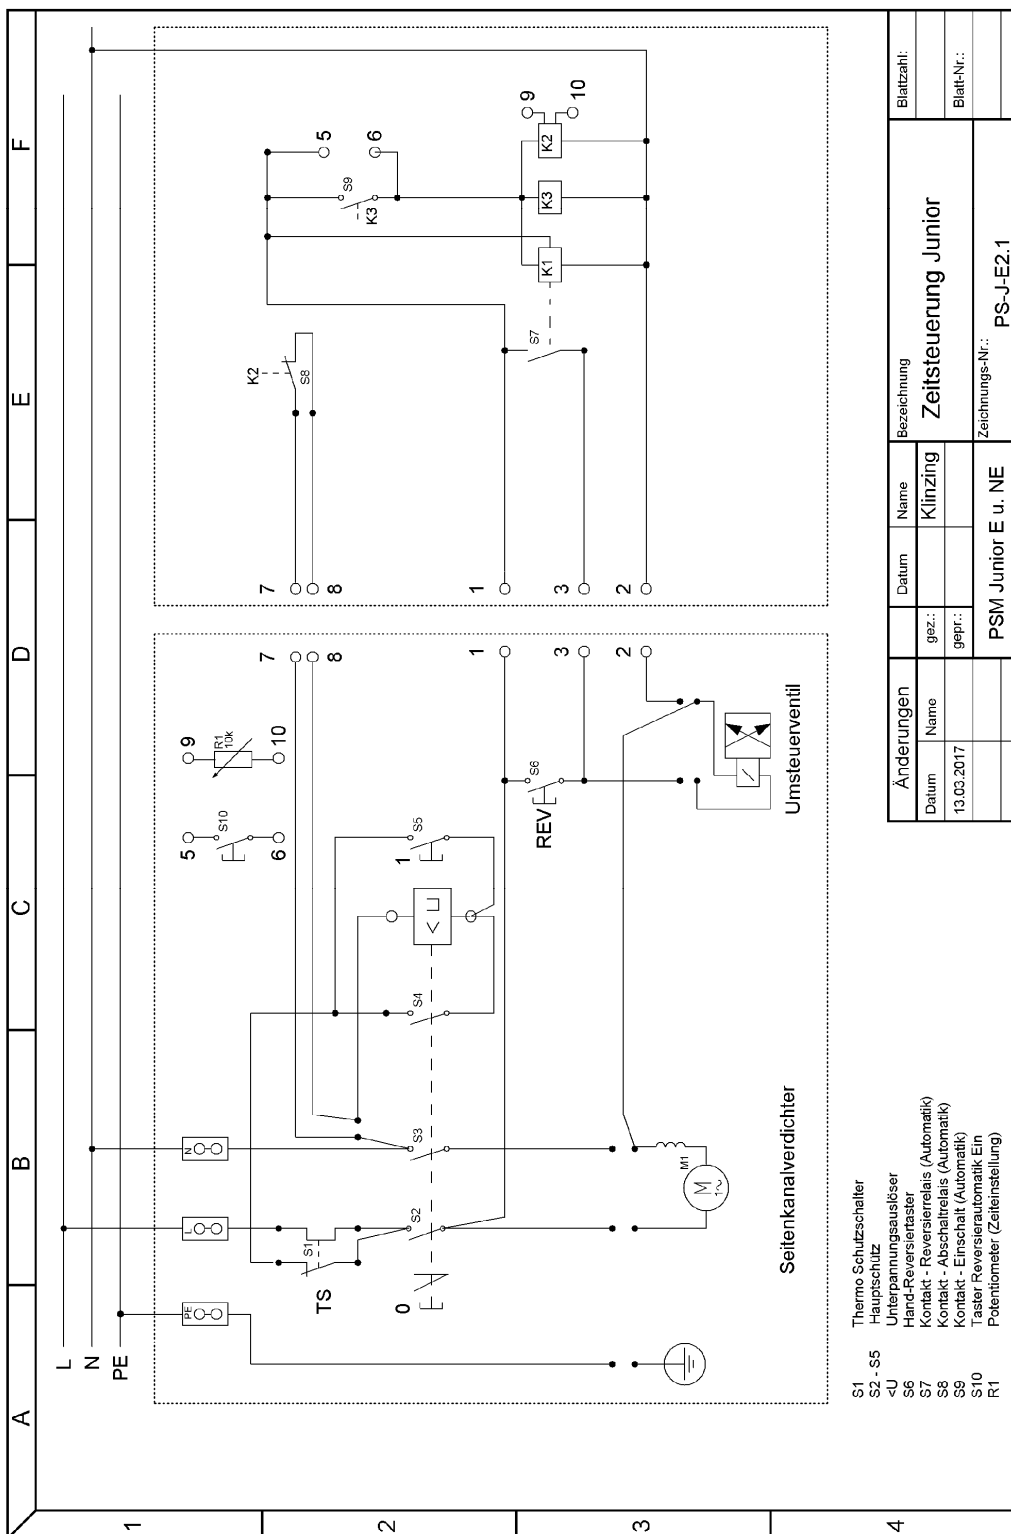 A
B
C
D
E
F
1
2
3
4
L
N
PE
PE
L
N
TS
S1
0
S2
S3
S4
< U
1
S5
5
S10
6
9
R1
10k
10
7
8
1
3
2
REV
S6
M1
M
1~
Seitenkanalverdichter
Umsteuerventil
7
8
1
3
2
K2
S8
S7
K1
K3
K2
S9
K3
5
6
9
10
S1 Thermo Schutzschalter
S2 - S5 Hauptschütz
<U Unterpannungsauslöser
S6 Hand-Reversiertaster
S7 Kontakt - Reversierrelais (Automatik)
S8 Kontakt - Abschaltrelais (Automatik)
S9 Kontakt - Einschalt (Automatik)
S10 Taster Reversierautomatik Ein
R1 Potentiometer (Zeiteinstellung)
Änderungen
Datum Name
13.03.2017
Datum Name
gez.: Klinzing
gepr.:
PSM Junior E u. NE
Bezeichnung
Zeitsteuerung Junior
Zeichnungs-Nr.:
PS-J-E2.1
Blattzahl:
Blatt-Nr.: